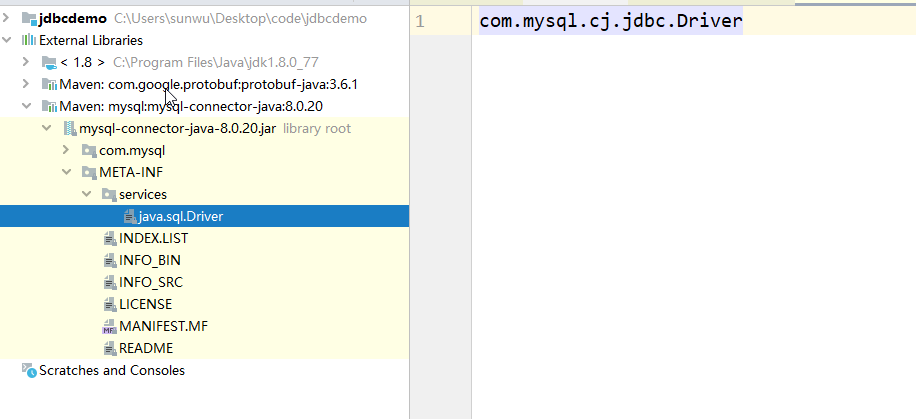 jdbcdemo C:\Users\sunwu\Desktop\code\jdbcdemo
External Libraries
< 1.8 > C:\Program Files\Java\jdk1.8.0_77
Maven: com.google.protobuf:protobuf-java:3.6.1
Maven: mysql:mysql-connector-java:8.0.20
mysql-connector-java-8.0.20.jar library root
com.mysql
META-INF
services
java.sql.Driver
INDEX.LIST
INFO_BIN
INFO_SRC
LICENSE
MF MANIFEST.MF
README
Scratches and Consoles
1 com.mysql.cj.jdbc.Driver